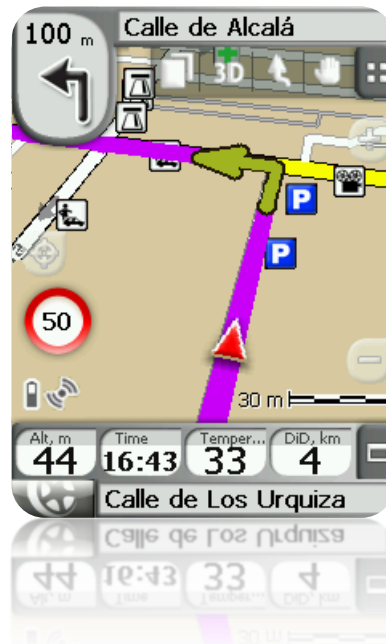 100 m
Calle de Alcalá
3D
P
P
50
30 m
Alt, m Time Temper... DiD, km
44 16:43 33 4
Calle de Los Urquiza